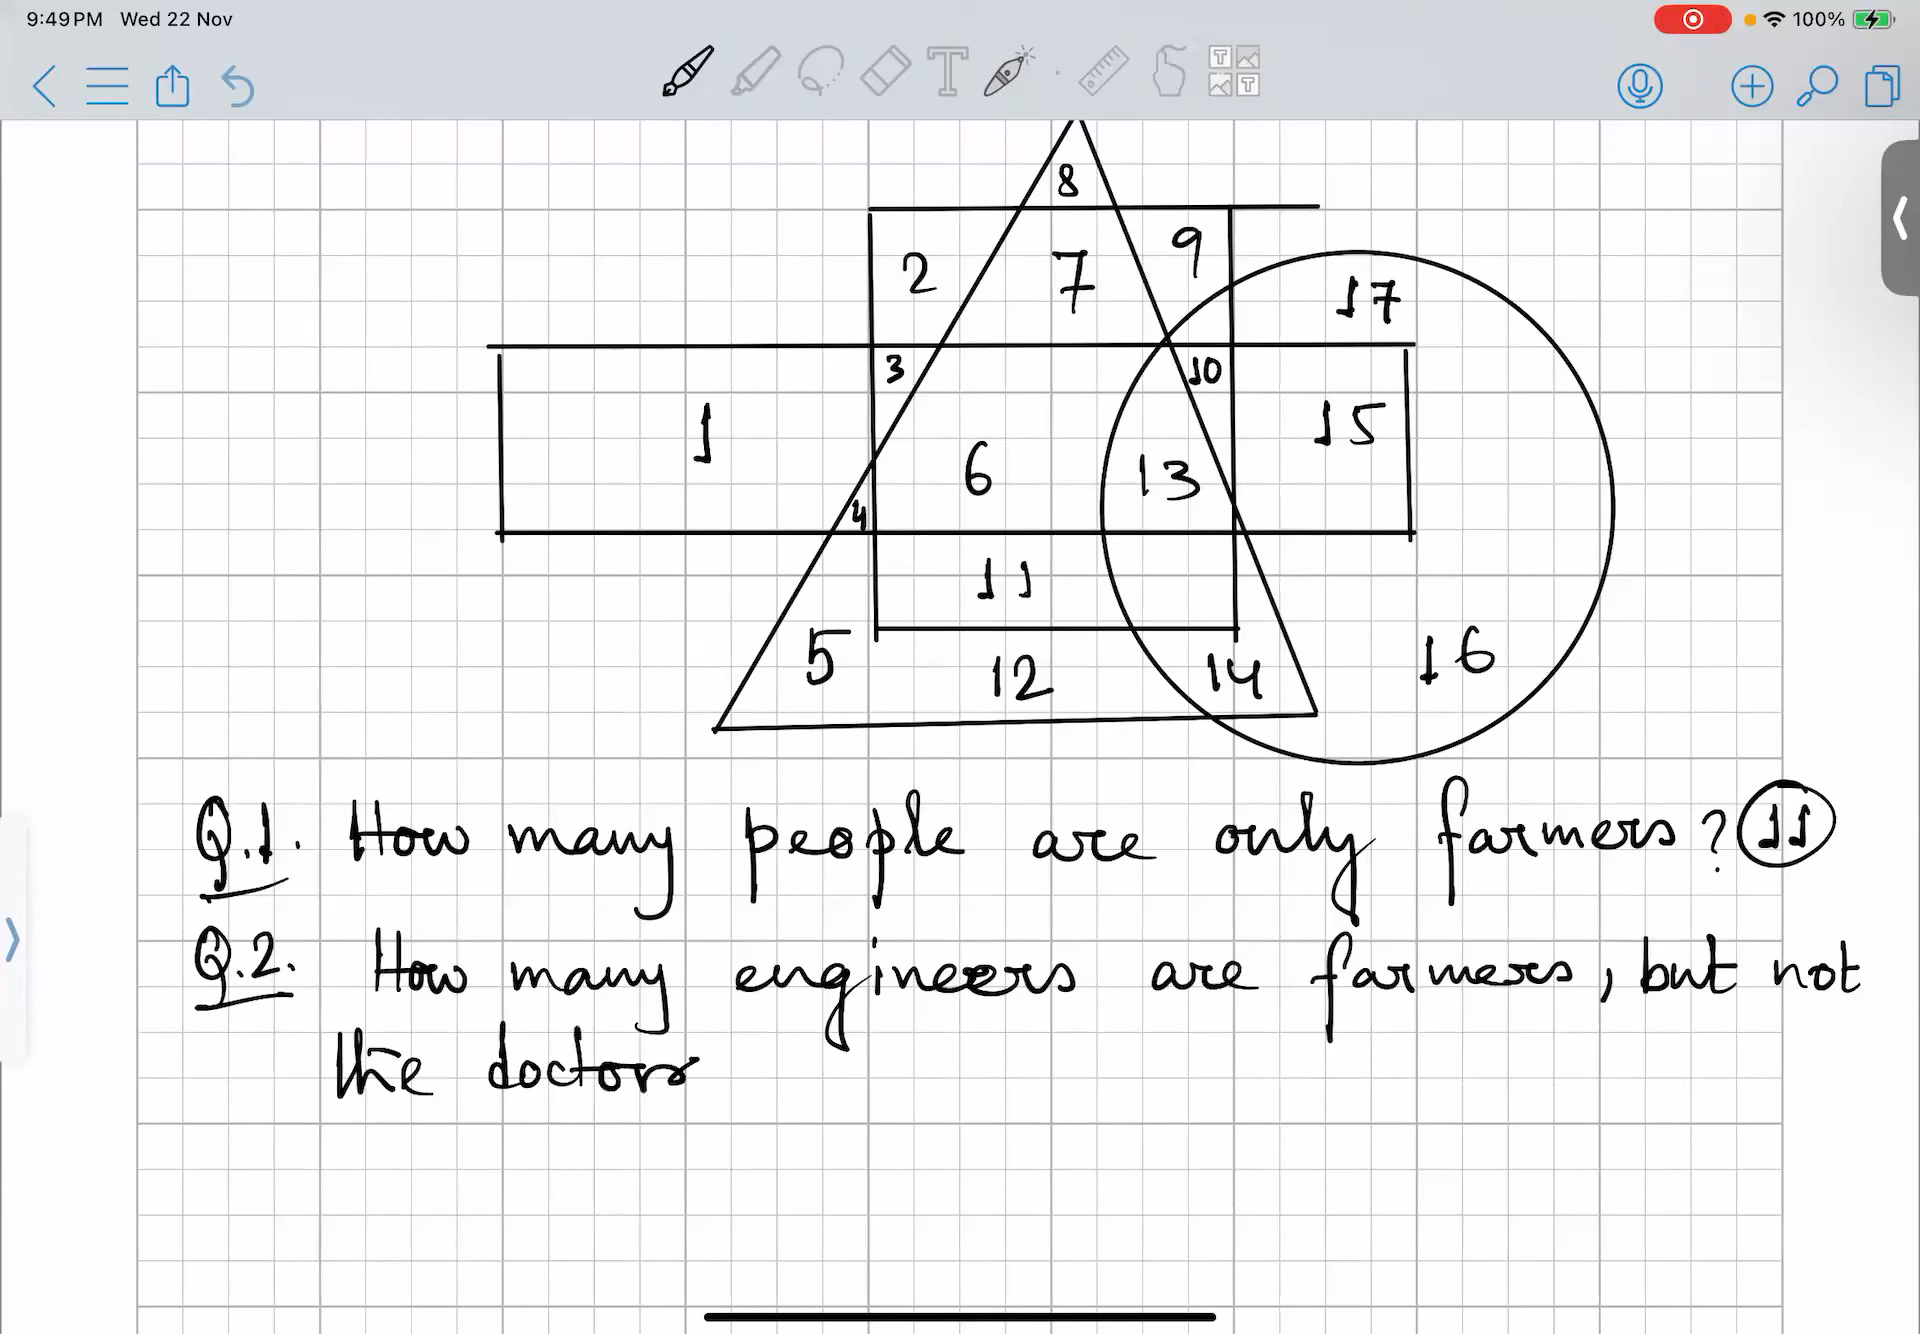 9:49 PM Wed 22 Nov
100%
8
2 7 9
17
3 10
1 15
6 13
4
11
5 12 14 16
Q.1. How many people are only farmers? 11
Q.2. How many engineers are farmers, but not
the doctors